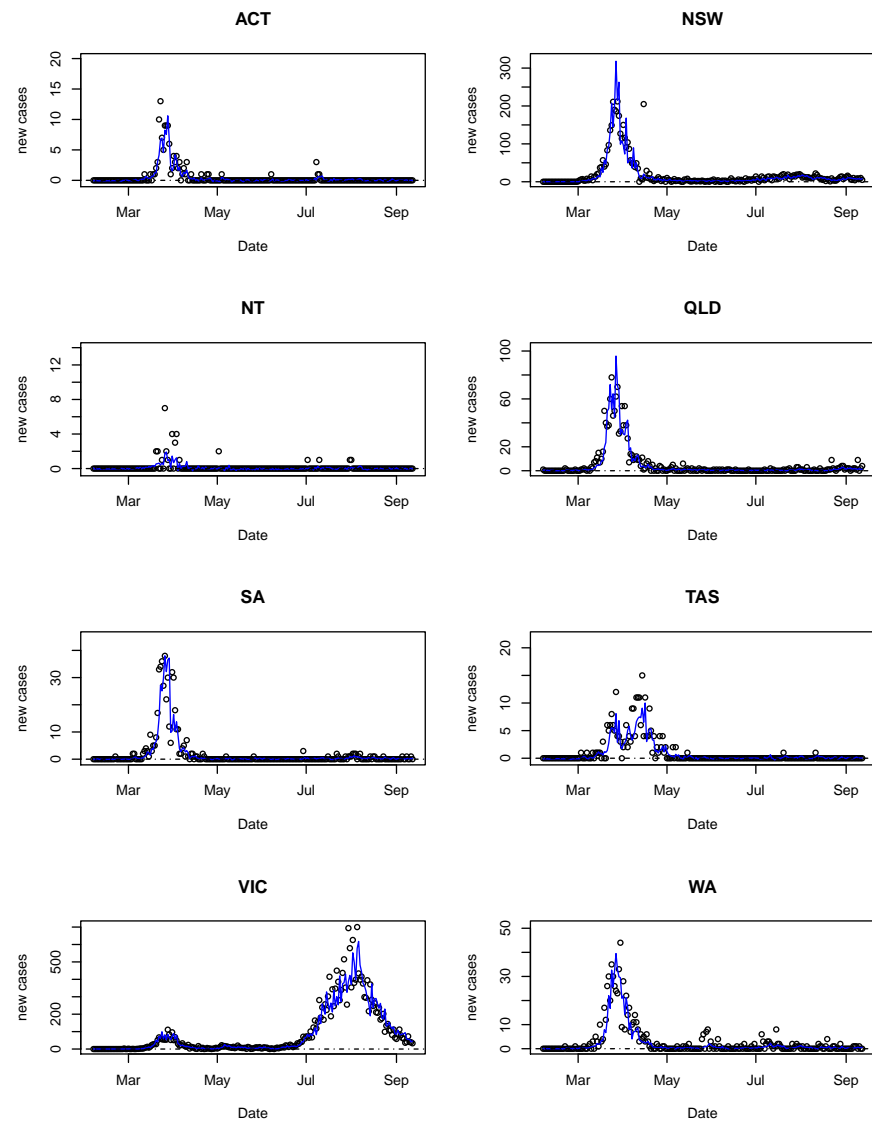 ACT
new cases
0 5 10 15 20
Mar May Jul Sep
Date
NSW
new cases
0 100 200 300
Mar May Jul Sep
Date
NT
new cases
0 4 8 12
Mar May Jul Sep
Date
QLD
new cases
0 20 60 100
Mar May Jul Sep
Date
SA
new cases
0 10 30
Mar May Jul Sep
Date
TAS
new cases
0 5 10 15 20
Mar May Jul Sep
Date
VIC
new cases
0 200 500
Mar May Jul Sep
Date
WA
new cases
0 10 30 50
Mar May Jul Sep
Date